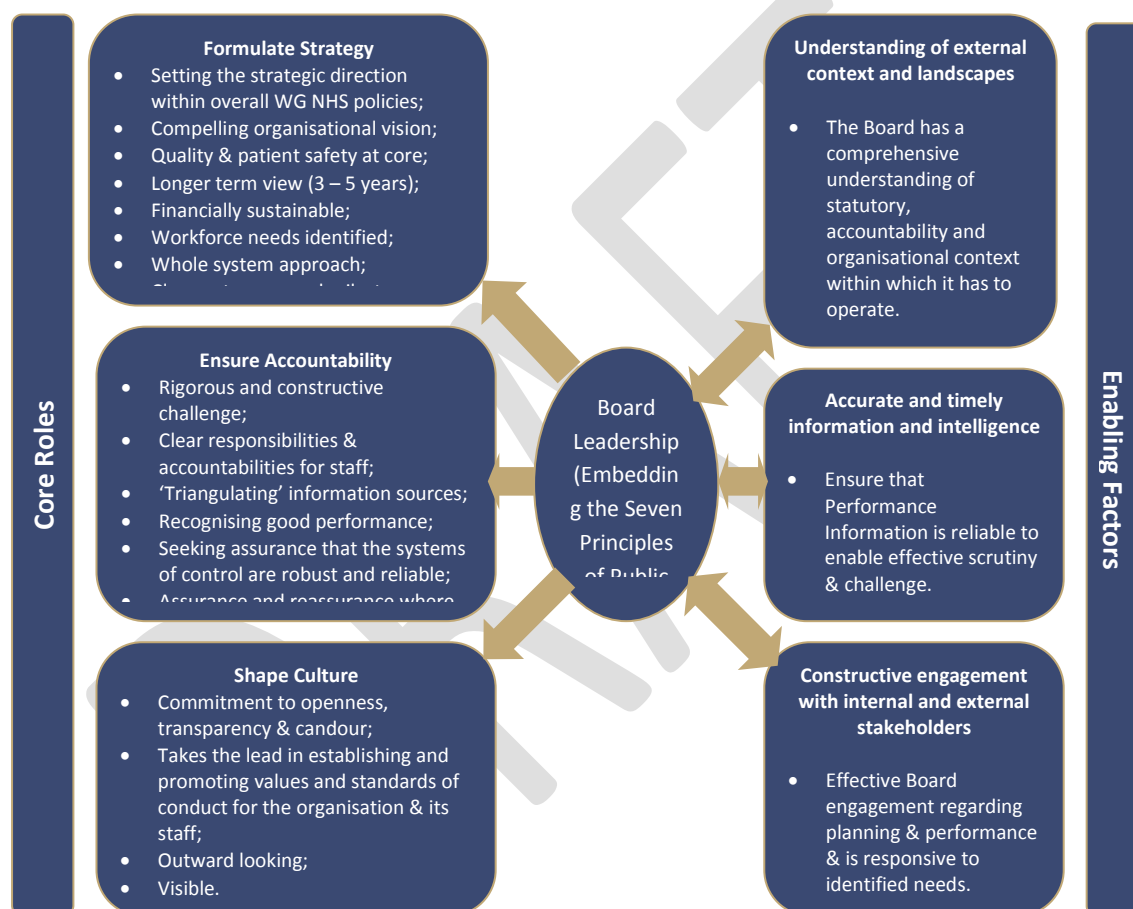 Core Roles
Formulate Strategy
• Setting the strategic direction
within overall WG NHS policies;
• Compelling organisational vision;
• Quality & patient safety at core;
• Longer term view (3 – 5 years);
• Financially sustainable;
• Workforce needs identified;
• Whole system approach;
Ensure Accountability
• Rigorous and constructive
challenge;
• Clear responsibilities &
accountabilities for staff;
• ‘Triangulating’ information sources;
• Recognising good performance;
• Seeking assurance that the systems
of control are robust and reliable;
• Assurance and reassurance where
Shape Culture
• Commitment to openness,
transparency & candour;
• Takes the lead in establishing and
promoting values and standards of
conduct for the organisation & its
staff;
• Outward looking;
• Visible.
Board
Leadership
(Embeddin
g the Seven
Principles
of Public
Understanding of external
context and landscapes
• The Board has a
comprehensive
understanding of
statutory,
accountability and
organisational context
within which it has to
operate.
Accurate and timely
information and intelligence
• Ensure that
Performance
Information is reliable to
enable effective scrutiny
& challenge.
Constructive engagement
with internal and external
stakeholders
• Effective Board
engagement regarding
planning & performance
& is responsive to
identified needs.
Enabling Factors